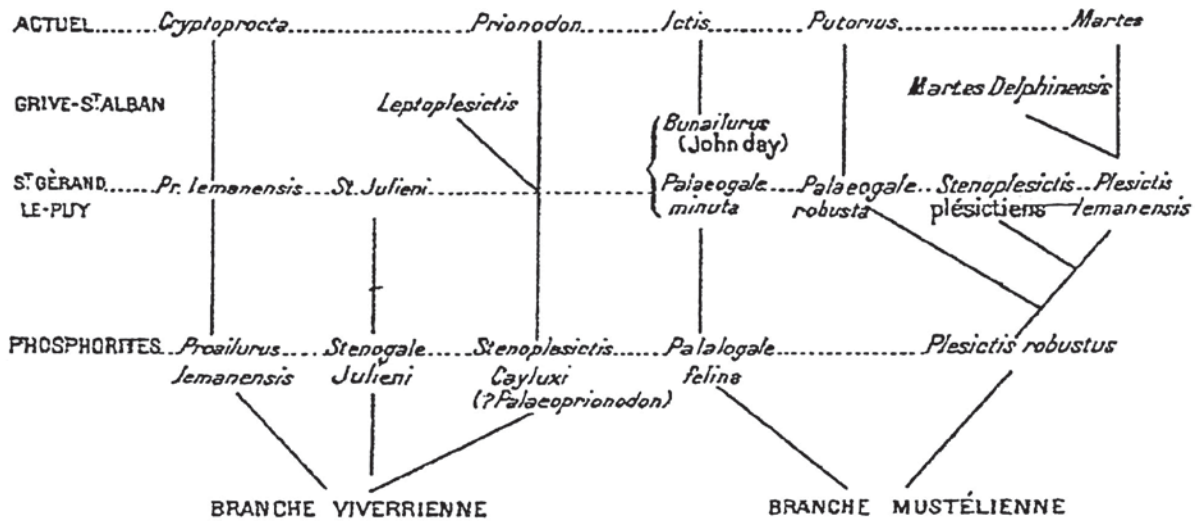 ACTUEL Cryptoprocta Prionodon Ictis Putorius Martes
GRIVE-ST ALBAN Leptoplesictis Martes Delphinensis
Bunailurus
(John day)
ST GÈRAND Pr. lemanensis St. Julieni Palaeogale Palaeogale Stenoplesictis Plesictis
LE-PUY minuta robusta plésictiens lemanensis
PHOSPHORITES Proailurus Stenogale Stenoplesictis Palalogale Plesictis robustus
lemanensis Julieni Cayluxi felina
(?Palaeoprionodon)
BRANCHE VIVERRIENNE BRANCHE MUSTÉLIENNE